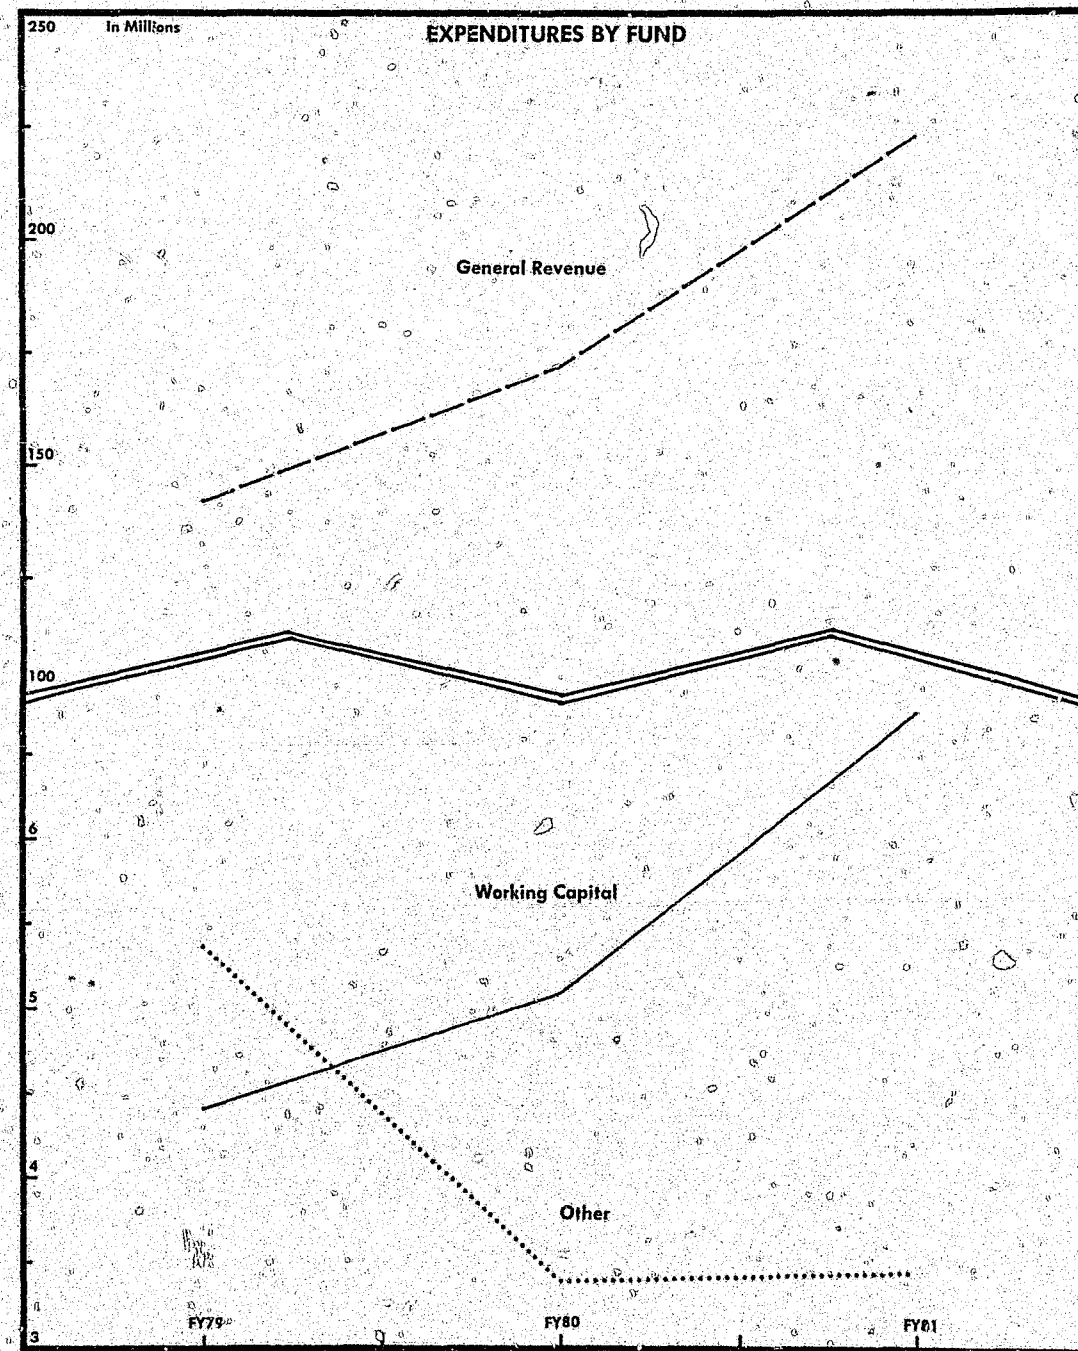 250 In Millions
EXPENDITURES BY FUND
200
General Revenue
150
100
6
Working Capital
5
4
Other
FY79 FY80 FY81
3